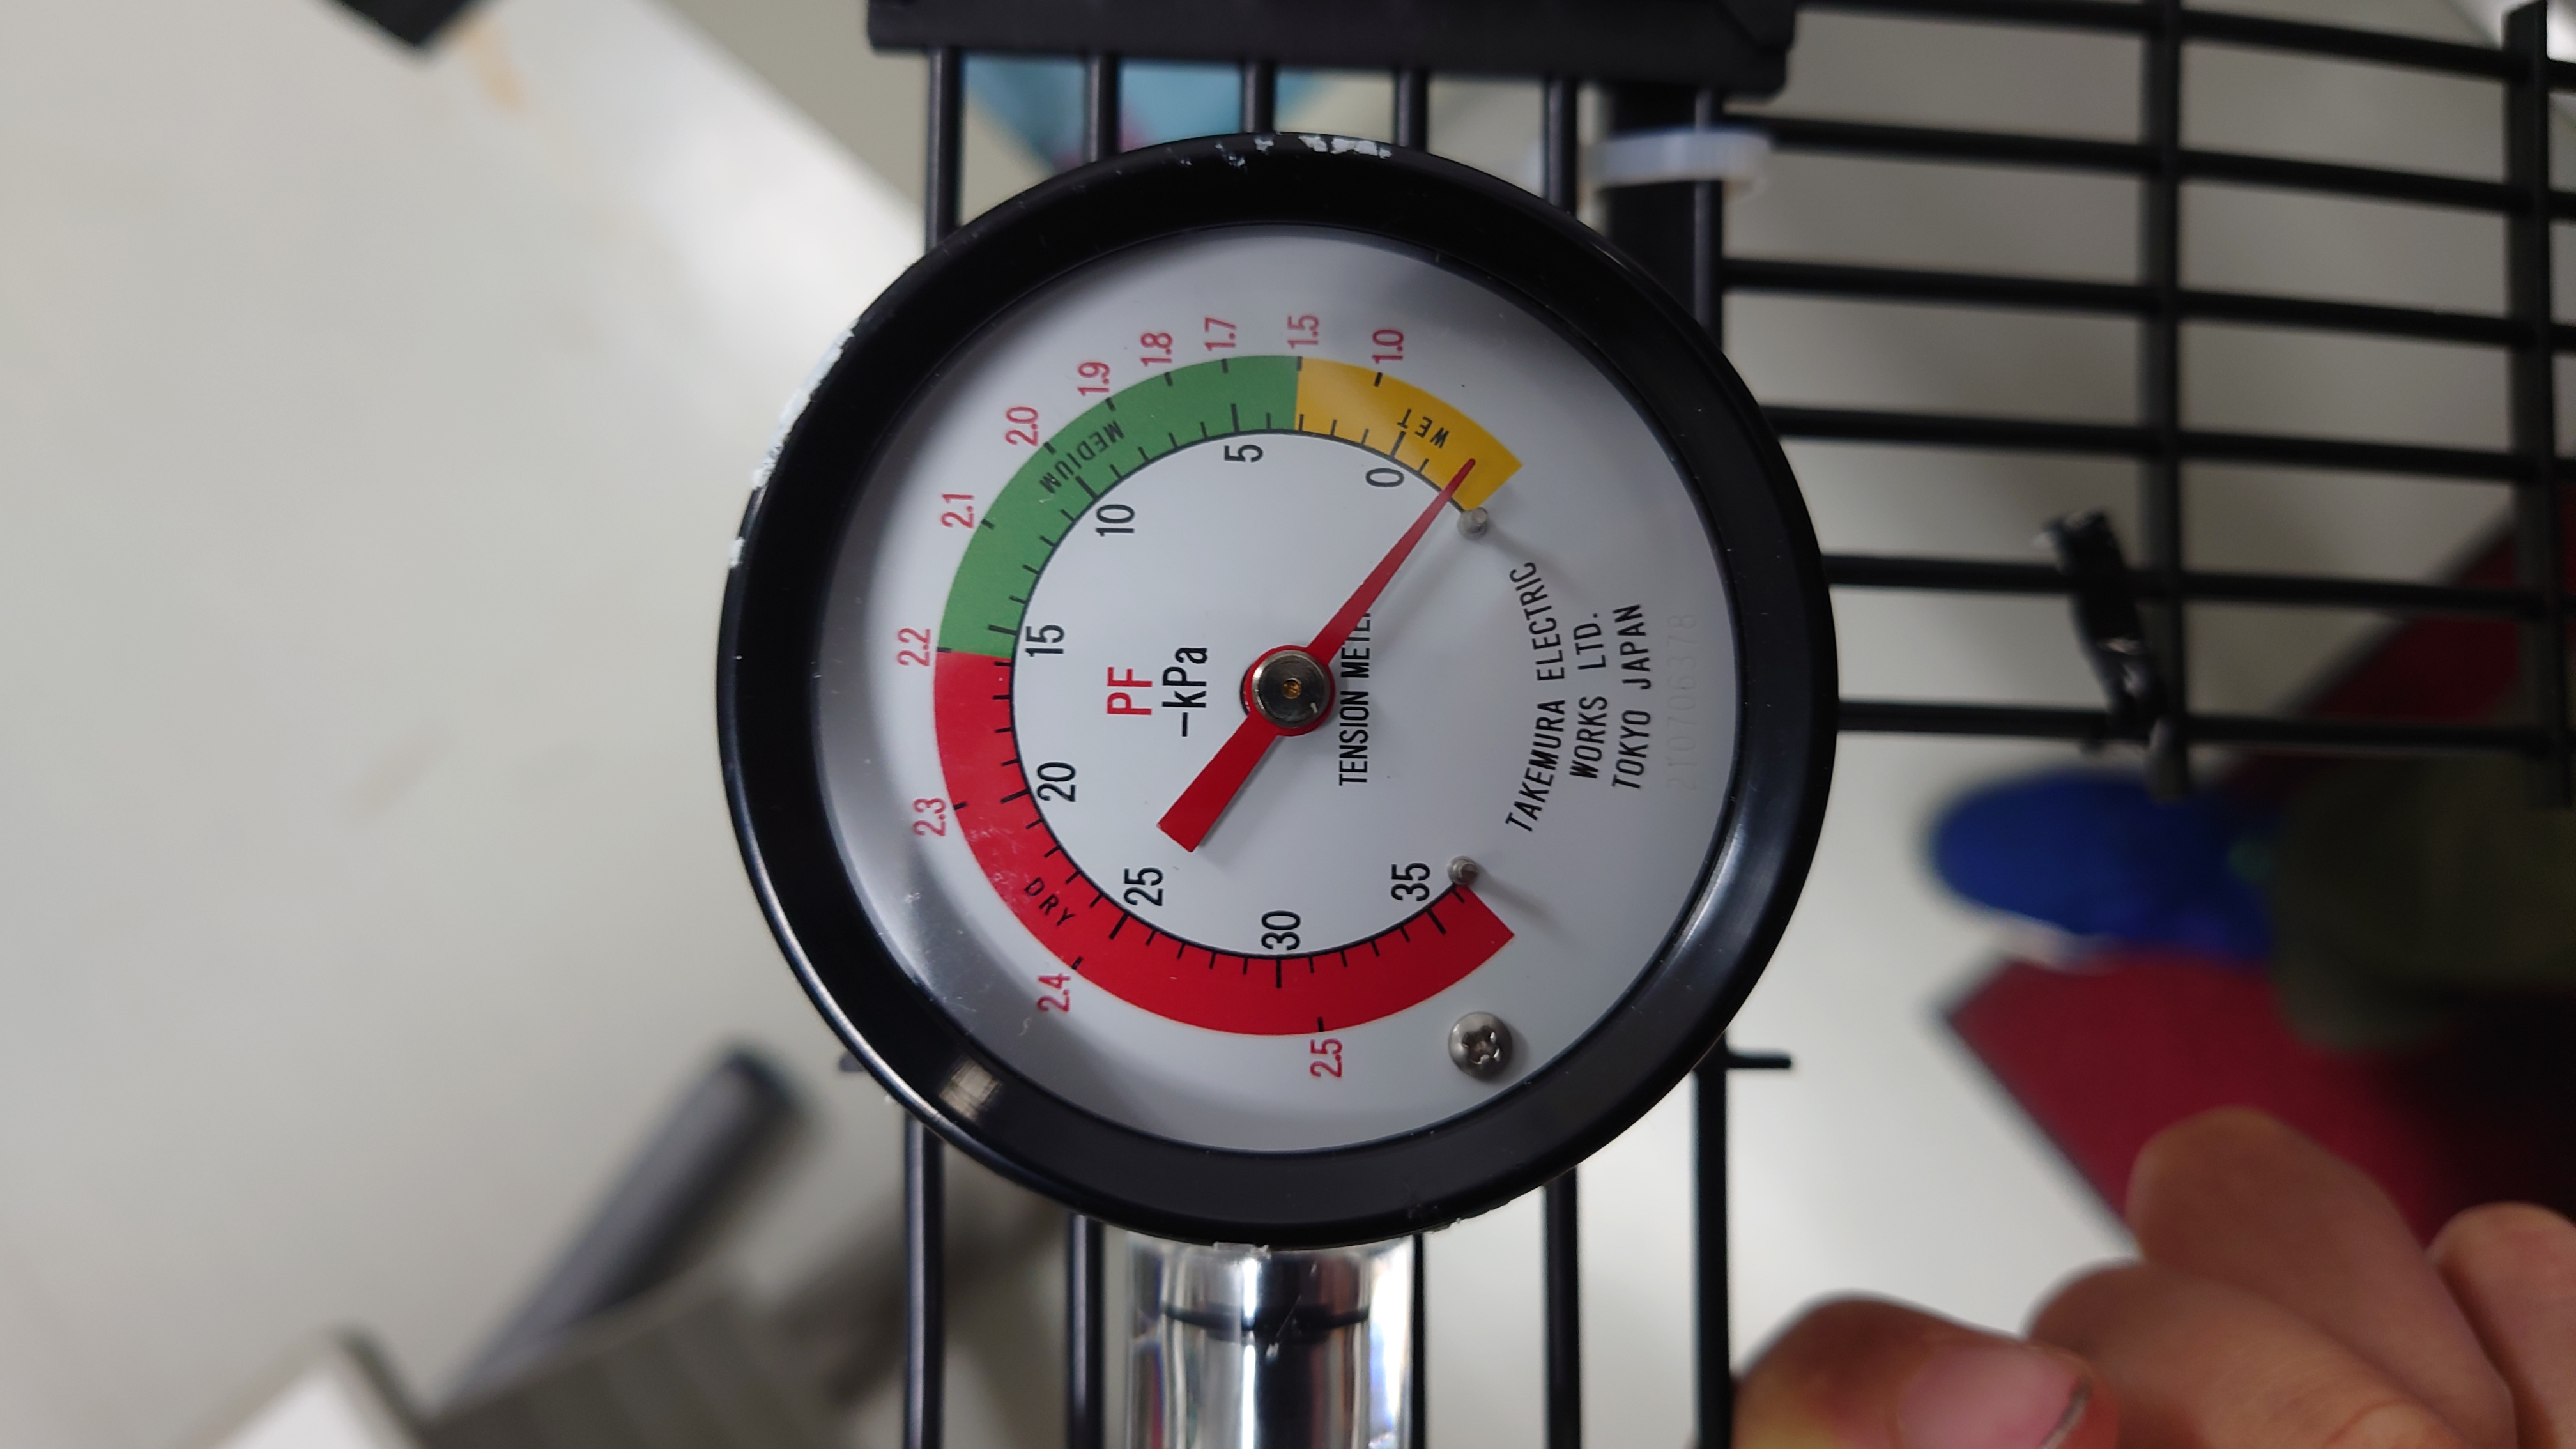 2.2
2.3
2.1
2.4
2.0
1.9
1.8
1.7
2.5
1.5
1.0
DRY
MEDIUM
WET
20
15
25
10
30
5
35
0
PF
-kPa
TENSION METER
TAKEMURA ELECTRIC
WORKS LTD.
TOKYO JAPAN